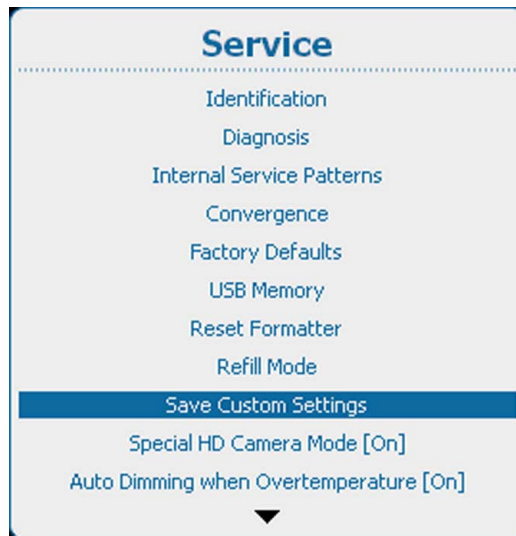 Service
Identification
Diagnosis
Internal Service Patterns
Convergence
Factory Defaults
USB Memory
Reset Formatter
Refill Mode
Save Custom Settings
Special HD Camera Mode [On]
Auto Dimming when Overtemperature [On]